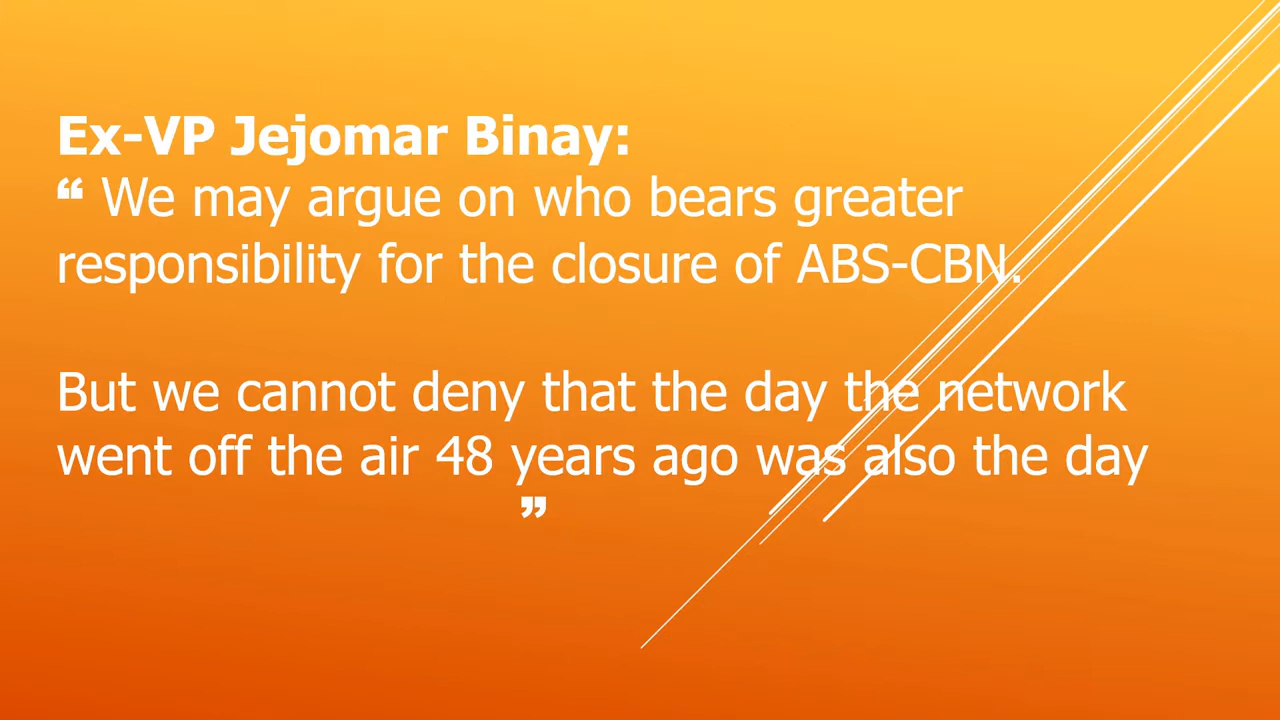 Ex-VP Jejomar Binay:
“ We may argue on who bears greater
responsibility for the closure of ABS-CBN.
But we cannot deny that the day the network
went off the air 48 years ago was also the day
”